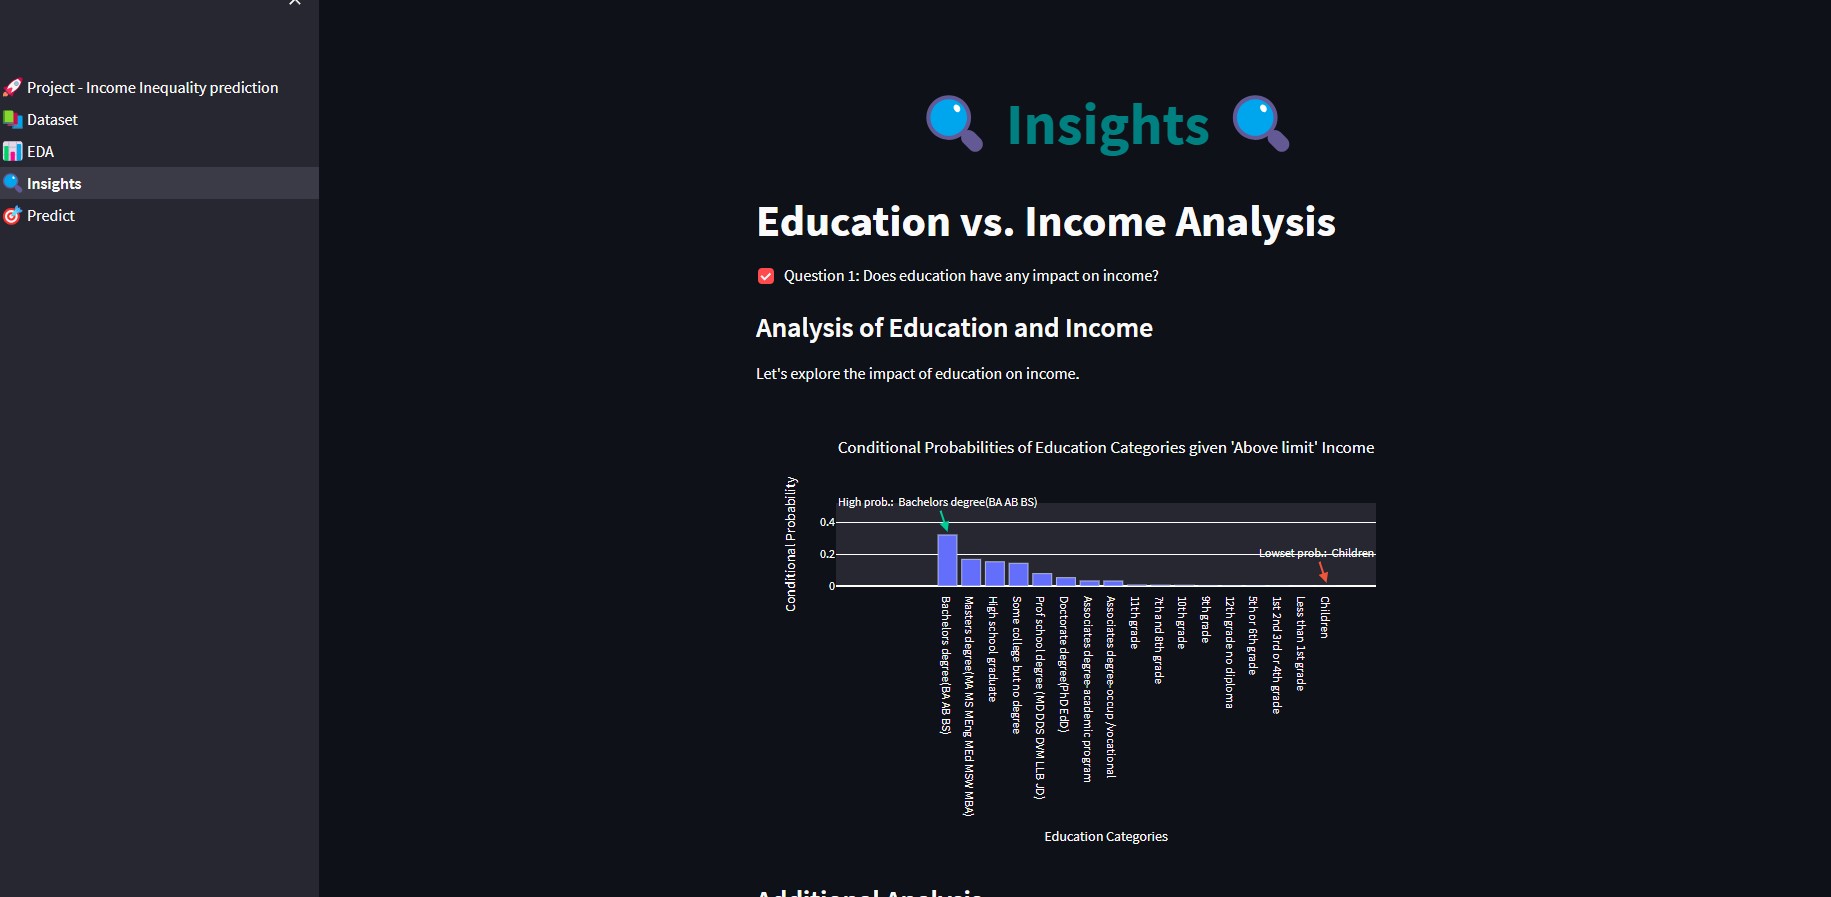 Project - Income Inequality prediction
Dataset
EDA
Insights
Predict
Insights
Education vs. Income Analysis
Question 1: Does education have any impact on income?
Analysis of Education and Income
Let's explore the impact of education on income.
Conditional Probabilities of Education Categories given 'Above limit' Income
Conditional Probability
High prob.: Bachelors degree(BA AB BS)
0.4
0.2
0
Lowset prob.: Children
Bachelors degree(BA AB BS)
Masters degree(MA MS MEng MEd MSW MBA)
High school graduate
Some college but no degree
Prof school degree (MD DDS DVM LLB JD)
Doctorate degree(PhD EdD)
Associates degree-academic program
Associates degree-occup /vocational
11th grade
7th and 8th grade
10th grade
9th grade
12th grade no diploma
5th or 6th grade
1st 2nd 3rd or 4th grade
Less than 1st grade
Children
Education Categories
Additional Analysis